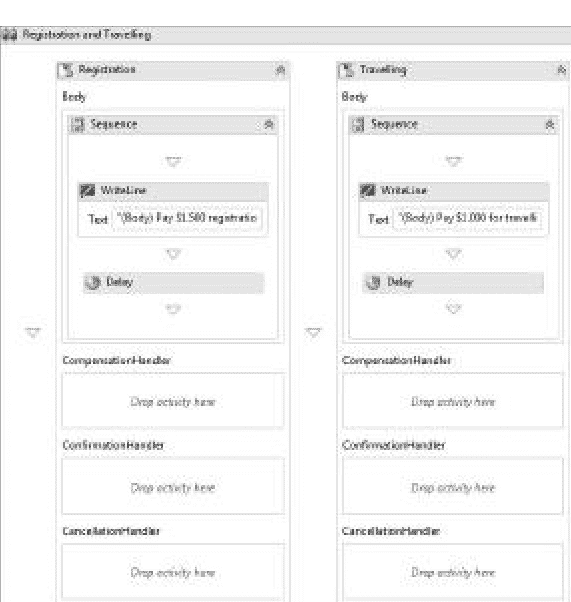 Registration and Travelling
Registration
Body
Sequence
WriteLine
Text "(Body) Pay $1.500 registratio
Delay
CompensationHandler
Drop activity here
ConfirmationHandler
Drop activity here
CancellationHandler
Drop activity here
Travelling
Body
Sequence
WriteLine
Text "(Body) Pay $1.000 for travelli
Delay
CompensationHandler
Drop activity here
ConfirmationHandler
Drop activity here
CancellationHandler
Drop activity here